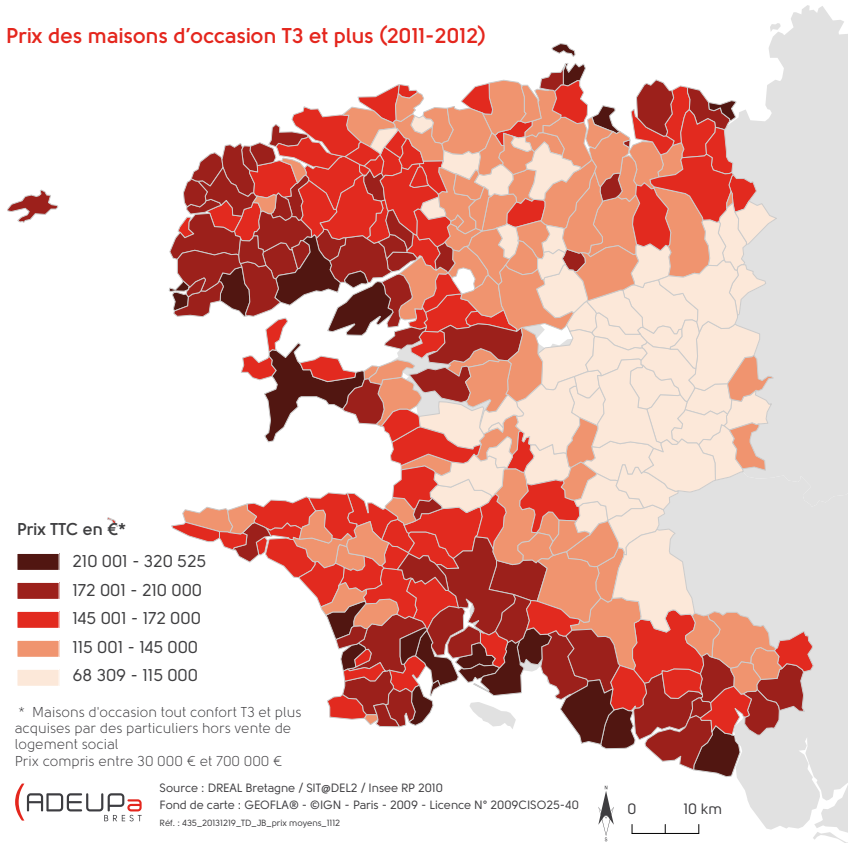 Prix des maisons d'occasion T3 et plus (2011-2012)
Prix TTC en €*
210 001 - 320 525
172 001 - 210 000
145 001 - 172 000
115 001 - 145 000
68 309 - 115 000
* Maisons d'occasion tout confort T3 et plus
acquises par des particuliers hors vente de
logement social
Prix compris entre 30 000 € et 700 000 €
ADEUPa
BREST
Source : DREAL Bretagne / SIT@DEL2 / Insee RP 2010
Fond de carte : GEOFLA® - ©IGN - Paris - 2009 - Licence N° 2009CISO25-40
Réf. : 435_20131219_TD_JB_prix moyens_1112
N
0 10 km